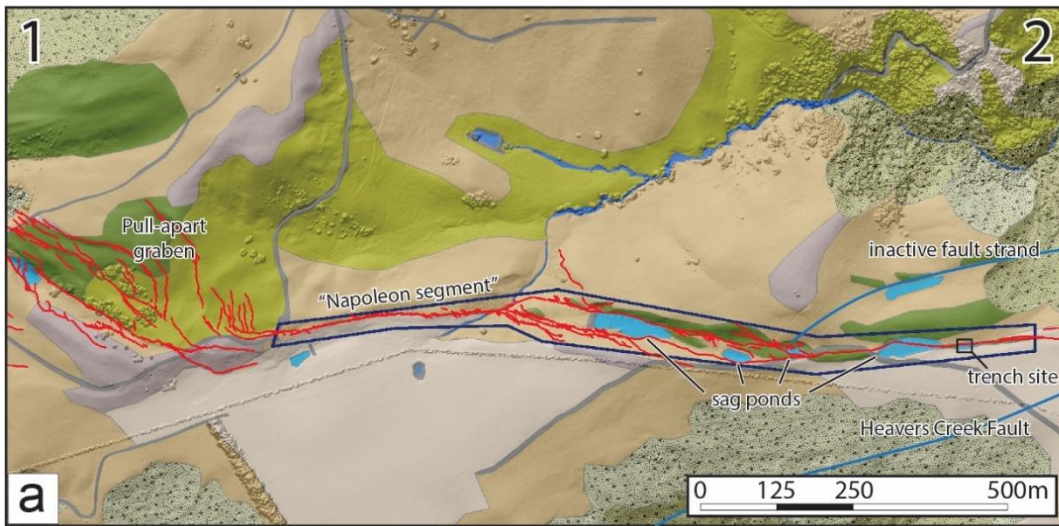 1
2
Pull-apart
graben
inactive fault strand
"Napoleon segment"
trench site
sag ponds
Heavers Creek Fault
a
0 125 250 500m